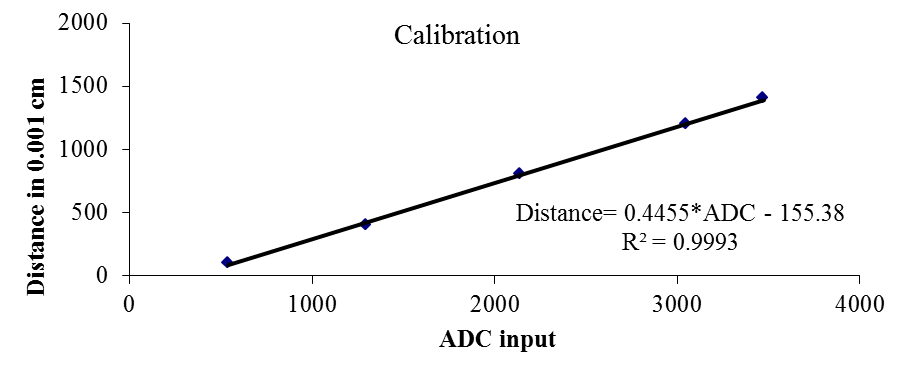 Calibration
Distance in 0.001 cm
2000
1500
1000
500
0
Distance= 0.4455*ADC - 155.38
R² = 0.9993
0 1000 2000 3000 4000
ADC input